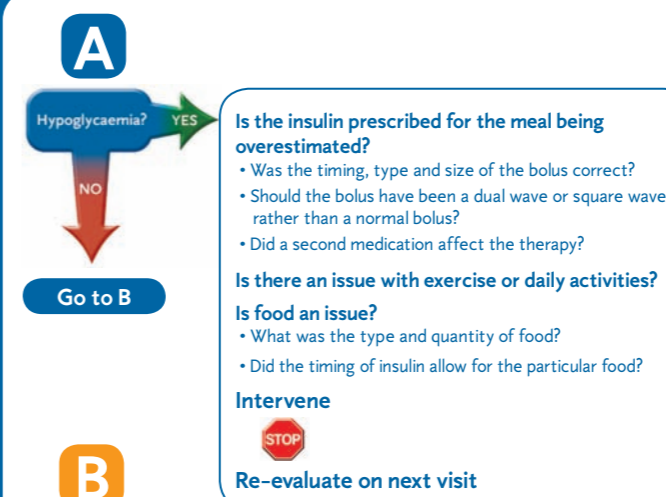 A
Hypoglycaemia?
YES
NO
Go to B
Is the insulin prescribed for the meal being
overestimated?
• Was the timing, type and size of the bolus correct?
• Should the bolus have been a dual wave or square wave
rather than a normal bolus?
• Did a second medication affect the therapy?
Is there an issue with exercise or daily activities?
Is food an issue?
• What was the type and quantity of food?
• Did the timing of insulin allow for the particular food?
Intervene
STOP
Re-evaluate on next visit
B